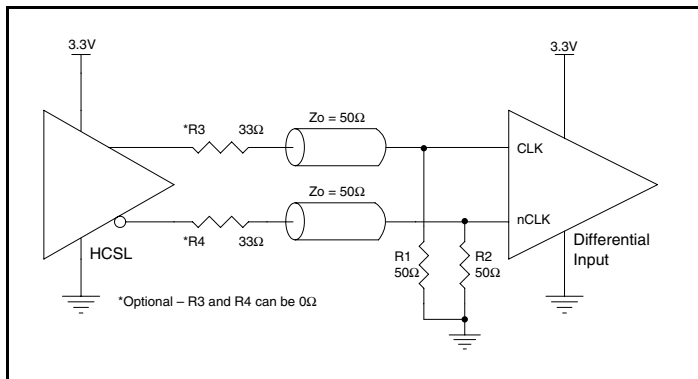 3.3V
3.3V
*R3 33Ω
Zo = 50Ω
CLK
Zo = 50Ω
nCLK
*R4 33Ω
HCSL
R1
50Ω
R2
50Ω
Differential
Input
*Optional – R3 and R4 can be 0Ω